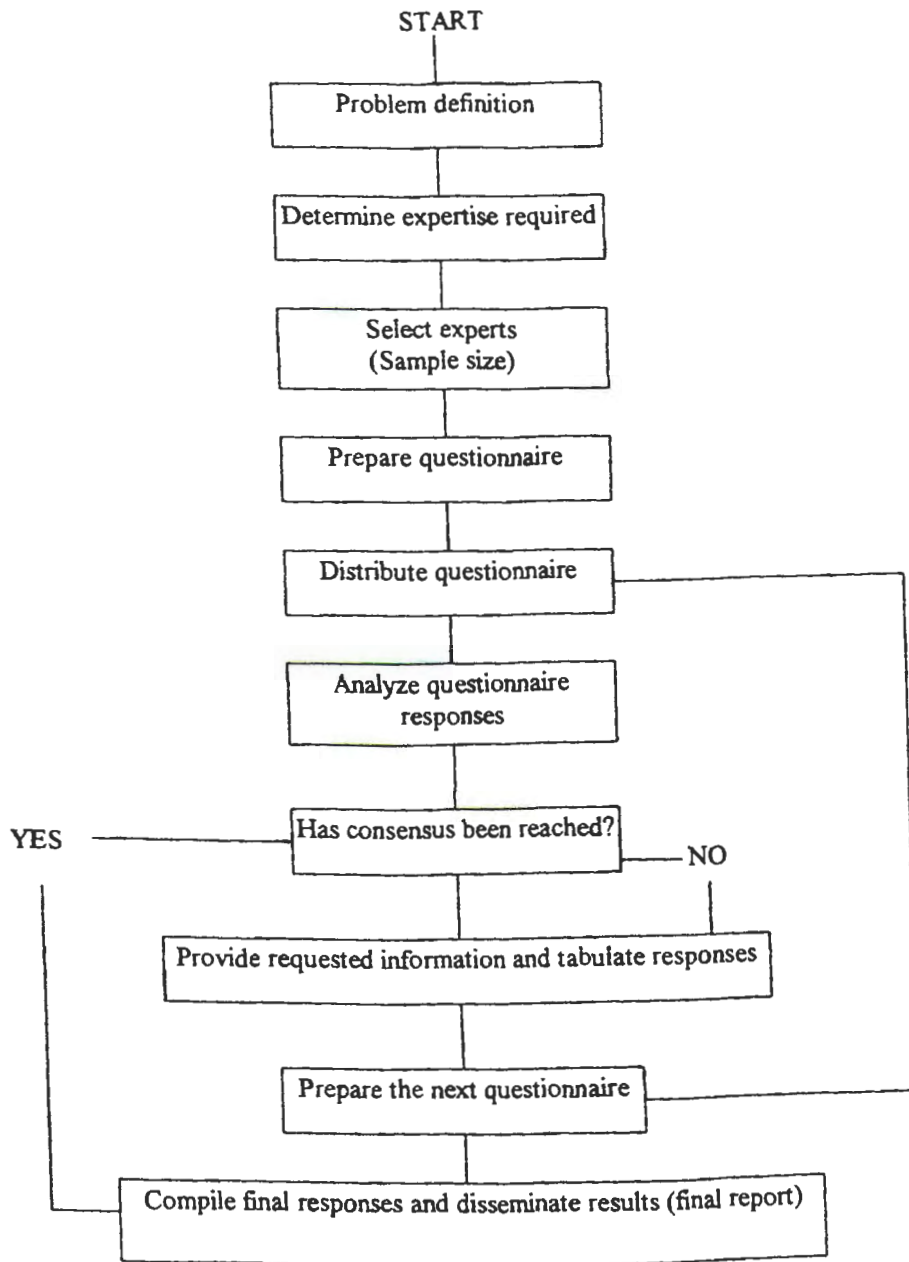 START
Problem definition
Determine expertise required
Select experts
(Sample size)
Prepare questionnaire
Distribute questionnaire
Analyze questionnaire
responses
Has consensus been reached?
YES
NO
Provide requested information and tabulate responses
Prepare the next questionnaire
Compile final responses and disseminate results (final report)